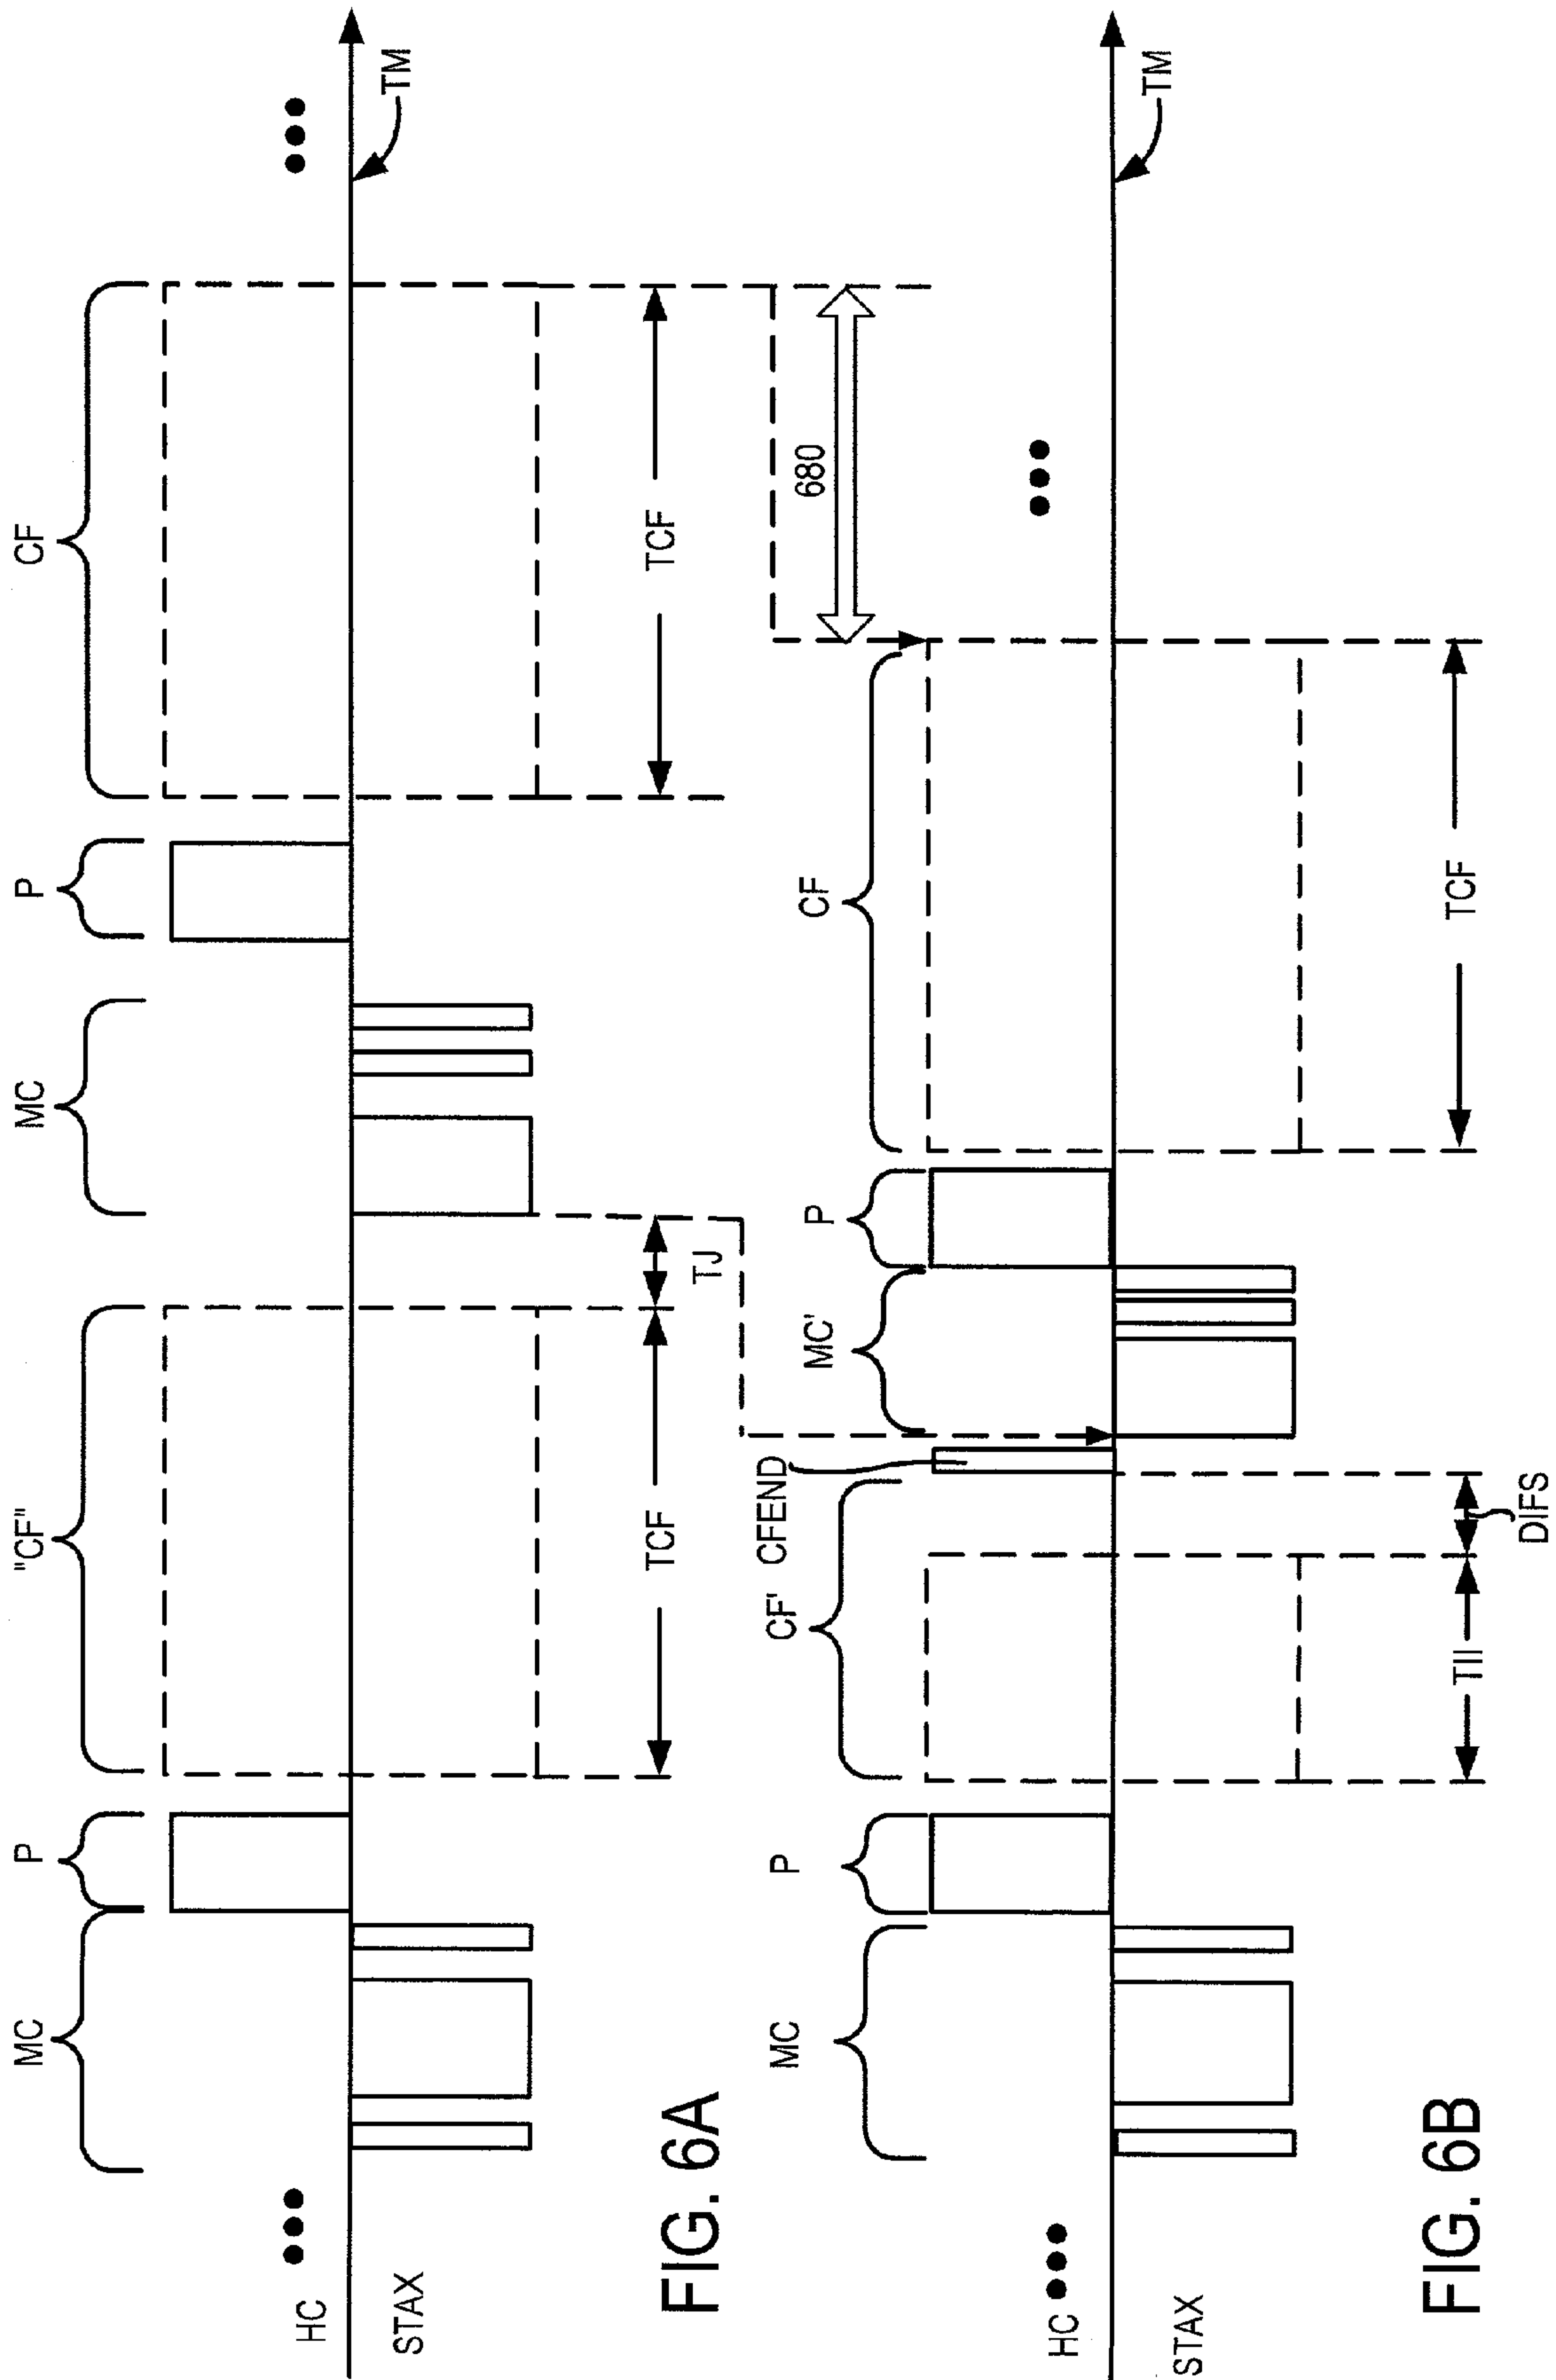 MC
P
"CF"
MC
P
CF
HC
STAX
TM
TCF
TJ
TCF
FIG. 6A
680
MC
P
CF'
CFEND
MC'
P
CF
HC
STAX
TM
TII
DIFS
TCF
FIG. 6B